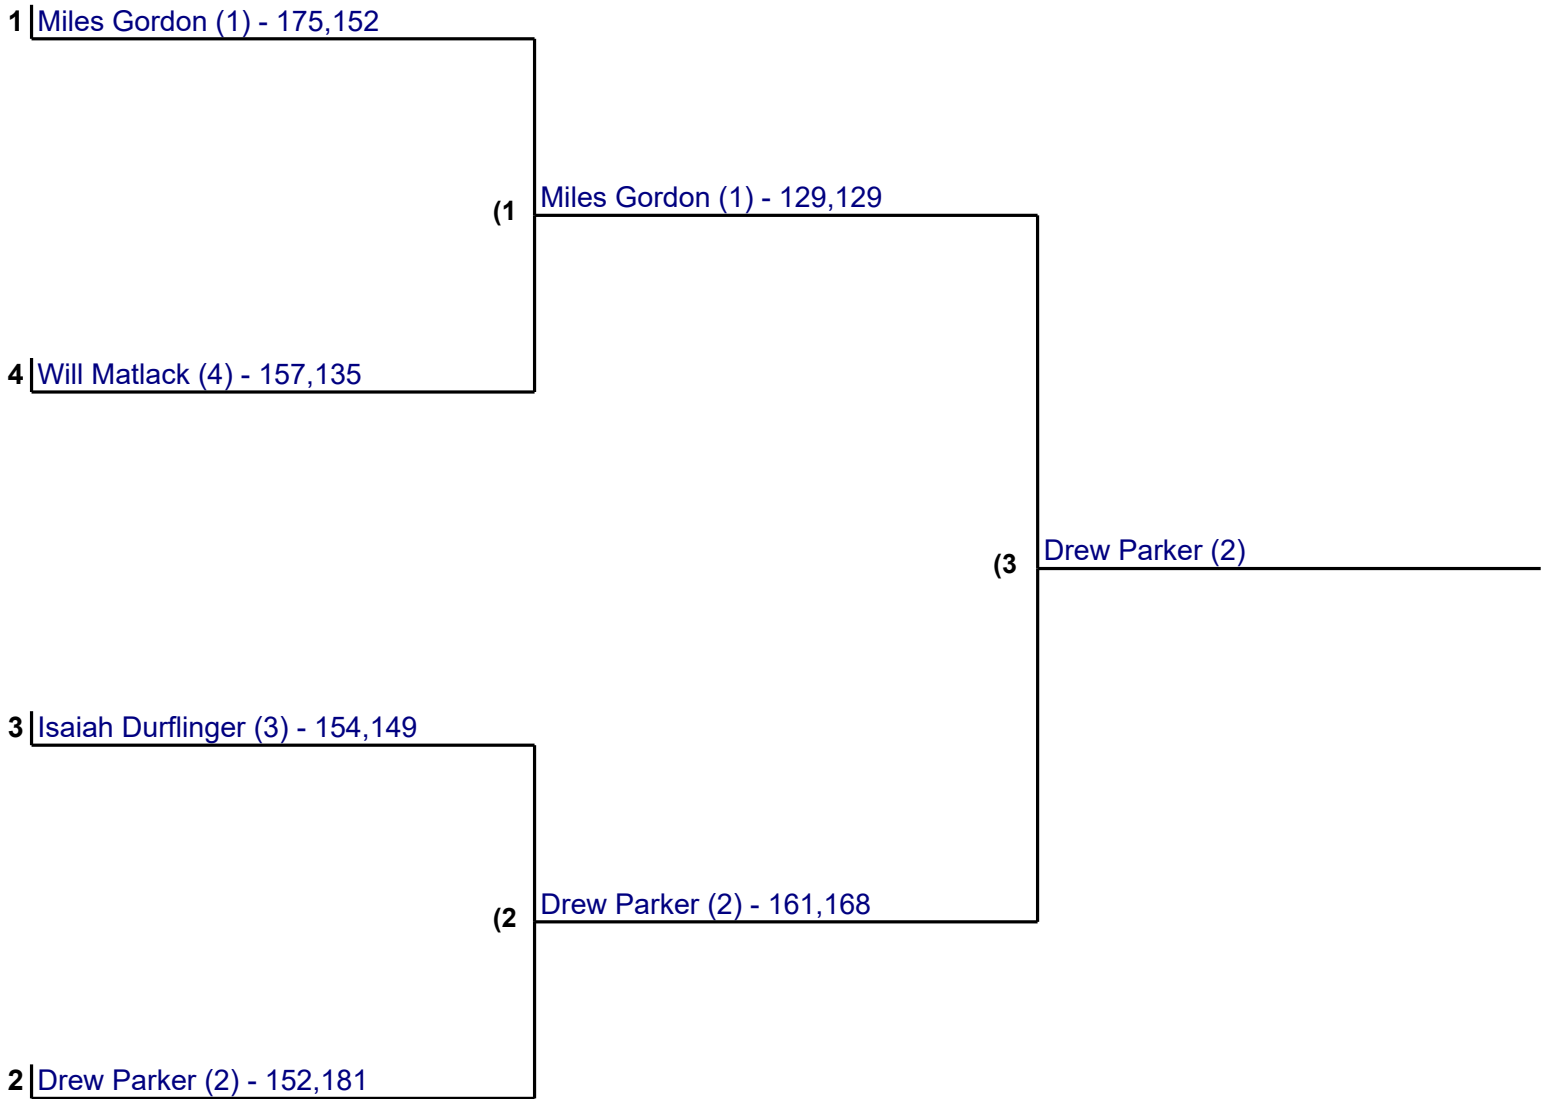 1 Miles Gordon (1) - 175,152
(1 Miles Gordon (1) - 129,129
4 Will Matlack (4) - 157,135
(3 Drew Parker (2)
3 Isaiah Durflinger (3) - 154,149
(2 Drew Parker (2) - 161,168
2 Drew Parker (2) - 152,181